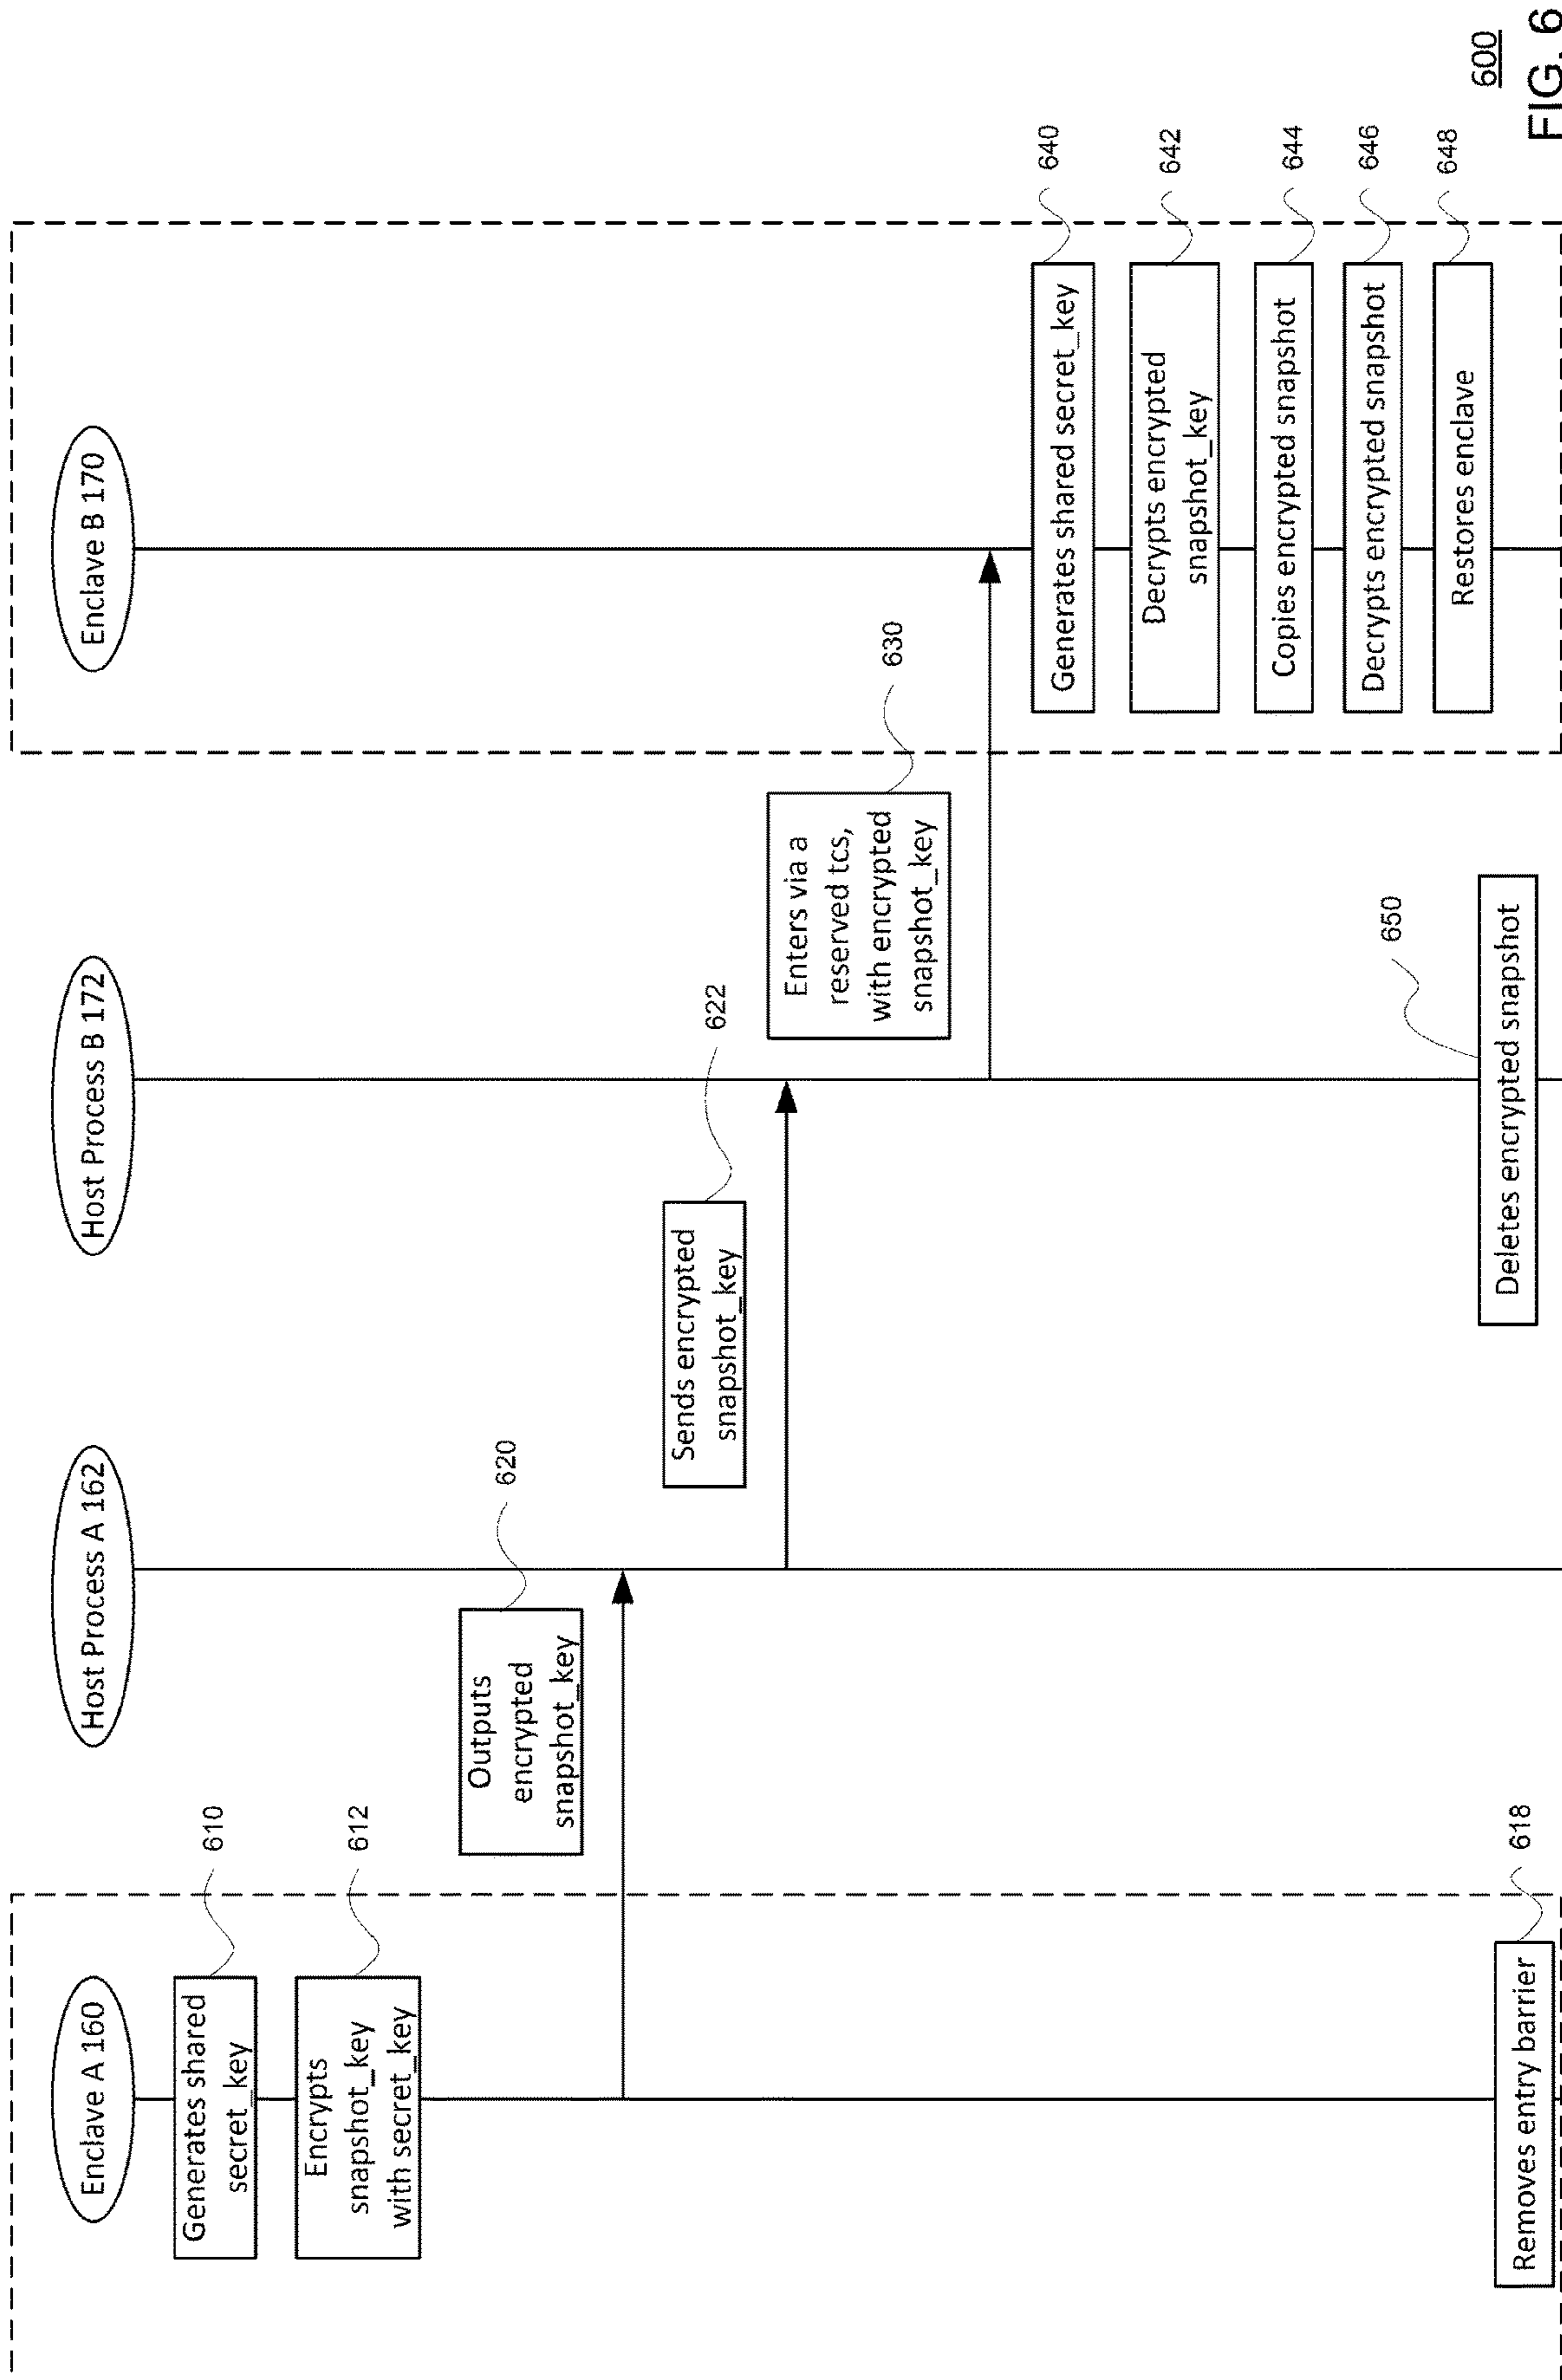 Enclave A 160
Host Process A 162
Host Process B 172
Enclave B 170
Generates shared
secret_key
610
Encrypts
snapshot_key
with secret_key
612
Outputs
encrypted
snapshot_key
620
Sends encrypted
snapshot_key
622
Enters via a
reserved tcs,
with encrypted
snapshot_key
630
Generates shared secret_key
640
Decrypts encrypted
snapshot_key
642
Copies encrypted snapshot
644
Decrypts encrypted snapshot
646
Restores enclave
648
Deletes encrypted snapshot
650
Removes entry barrier
618
600
FIG. 6